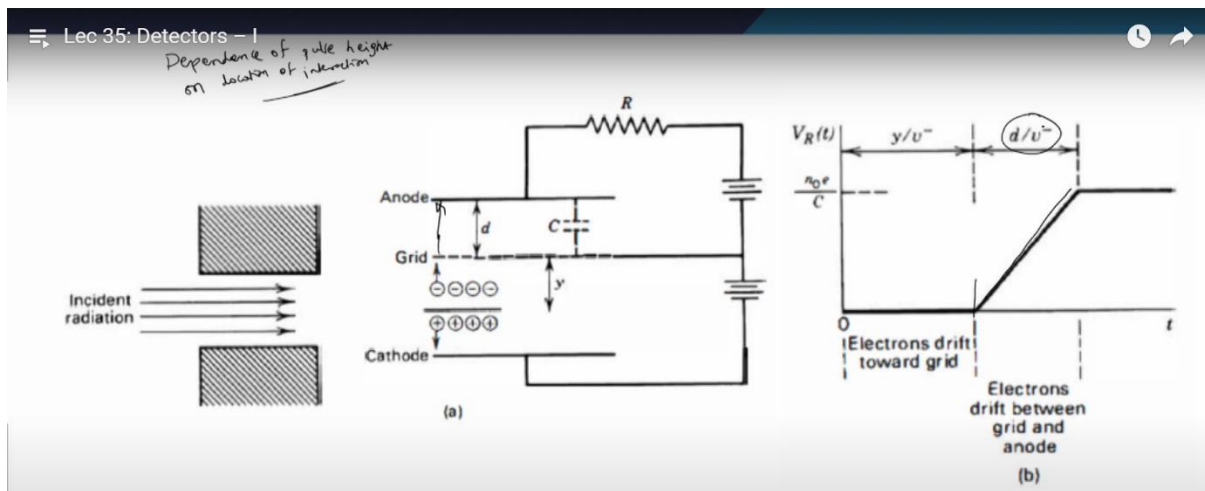 Lec 35: Detectors – I
Dependence of pulse height
on location of interaction
R
Anode
d
C
Grid
y
Incident
radiation
Cathode
(a)
V_R(t)
y/v⁻
d/v⁻
n₀e
C
0
t
Electrons drift
toward grid
Electrons
drift between
grid and
anode
(b)